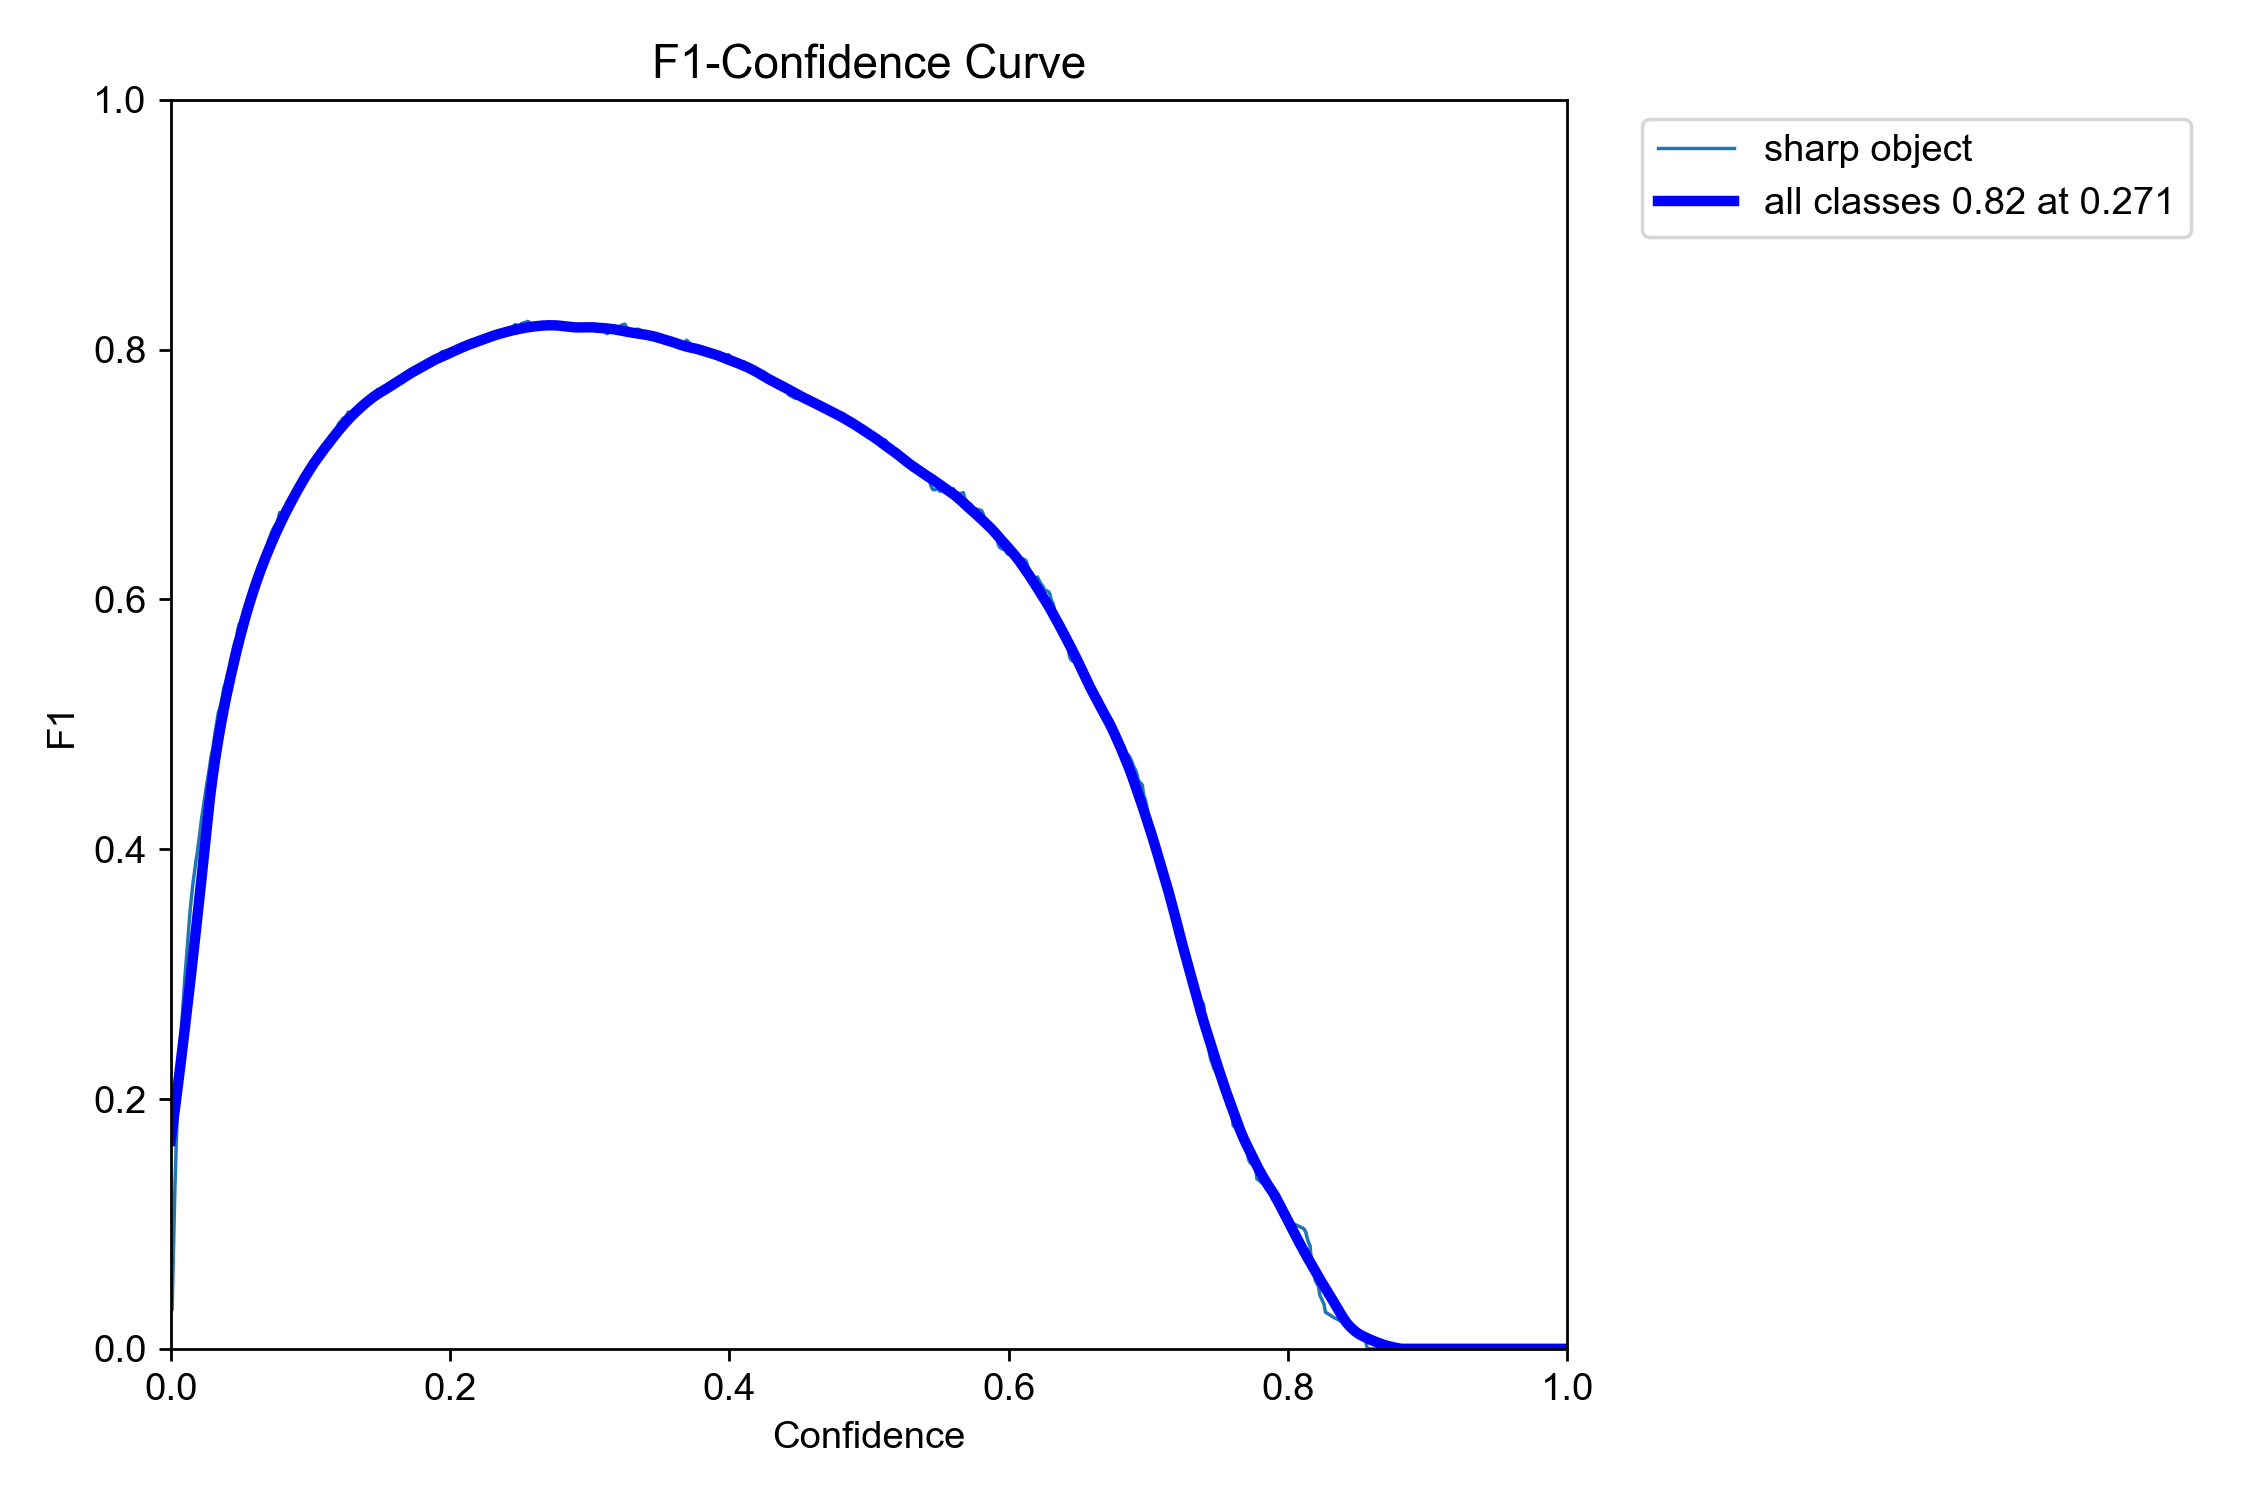 F1-Confidence Curve
1.0
0.8
0.6
0.4
0.2
0.0
F1
0.0 0.2 0.4 0.6 0.8 1.0
Confidence
sharp object
all classes 0.82 at 0.271